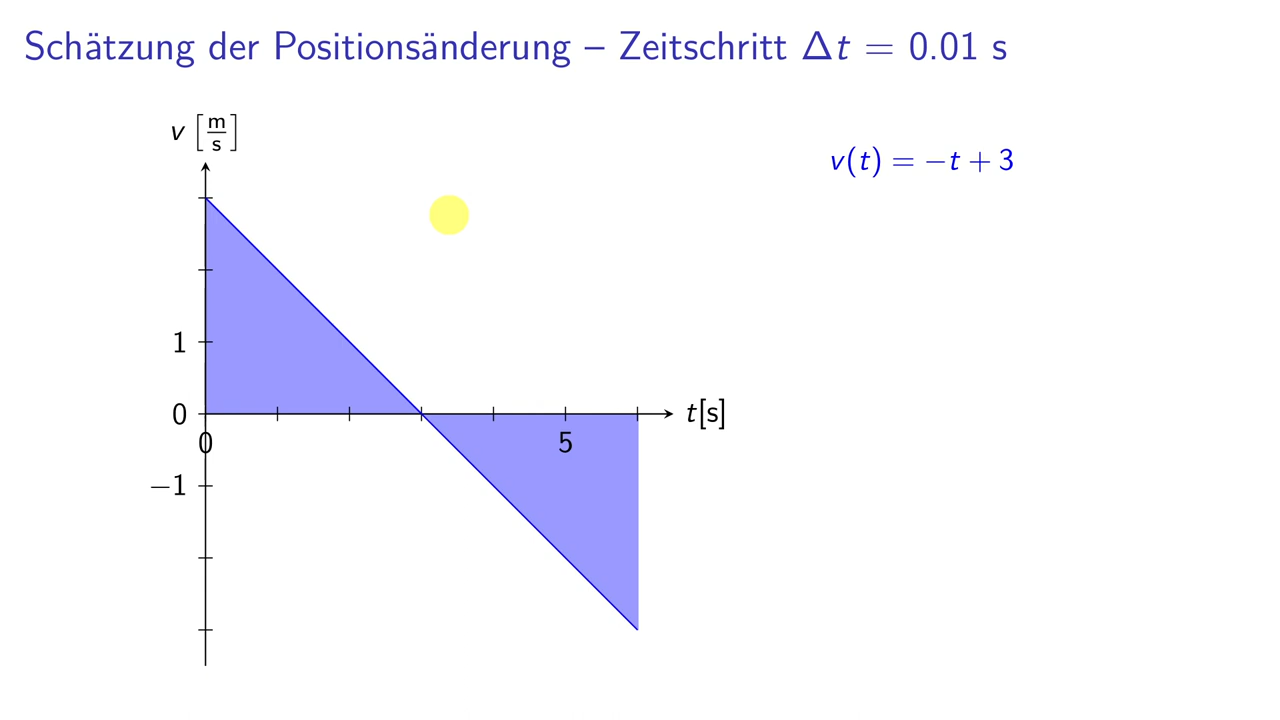 Schätzung der Positionsänderung – Zeitschritt Δt = 0.01 s
v [m/s]
v(t) = −t + 3
1
0
t[s]
0
5
−1